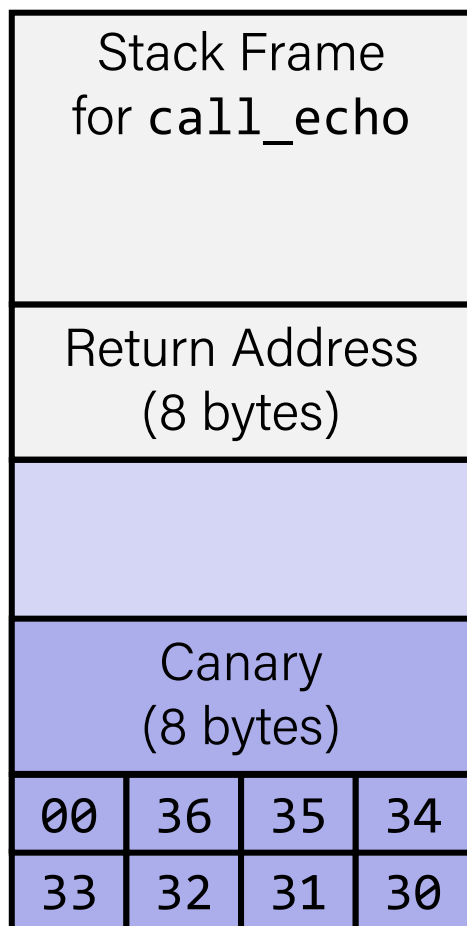 Stack Frame
for call_echo
Return Address
(8 bytes)
Canary
(8 bytes)
00 36 35 34
33 32 31 30